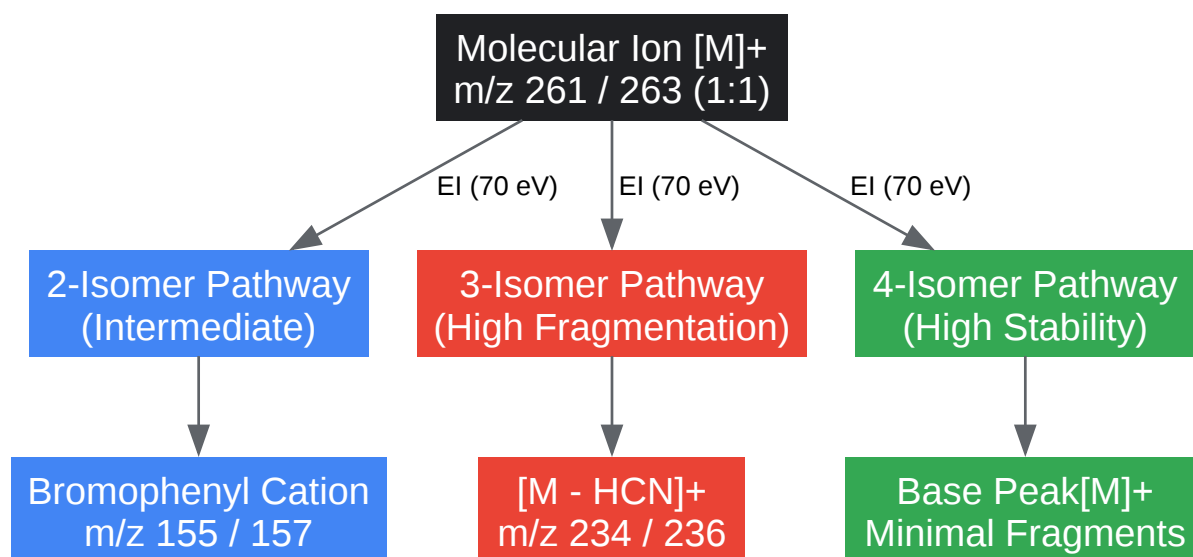 Molecular Ion [M]+
m/z 261 / 263 (1:1)
EI (70 eV)
EI (70 eV)
EI (70 eV)
2-Isomer Pathway
(Intermediate)
3-Isomer Pathway
(High Fragmentation)
4-Isomer Pathway
(High Stability)
Bromophenyl Cation
m/z 155 / 157
[M - HCN]+
m/z 234 / 236
Base Peak[M]+
Minimal Fragments